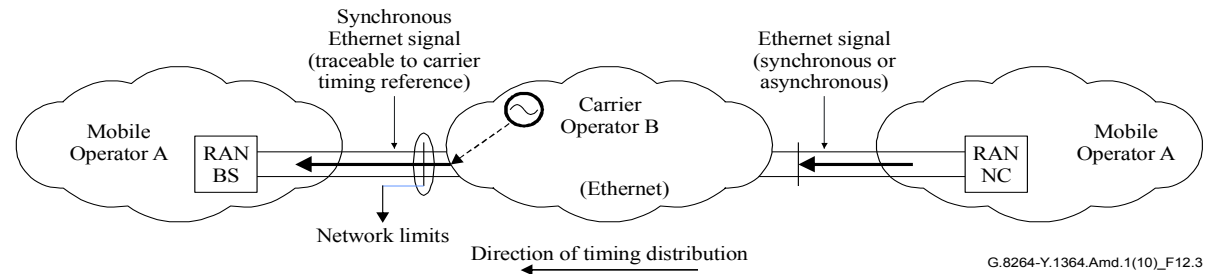 Synchronous
Ethernet signal
(traceable to carrier
timing reference)
Ethernet signal
(synchronous or
asynchronous)
Carrier
Operator B
Mobile
Operator A
RAN
BS
(Ethernet)
RAN
NC
Mobile
Operator A
Network limits
Direction of timing distribution
G.8264-Y.1364.Amd.1(10)_F12.3